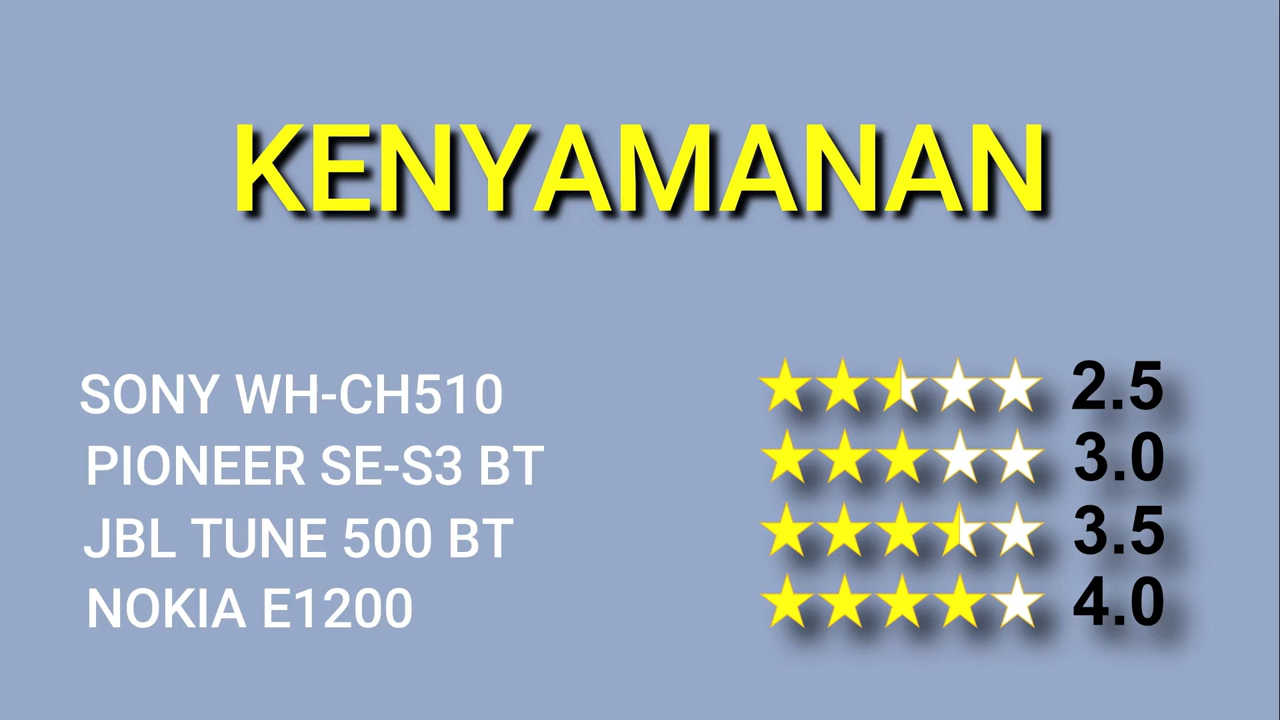 KENYAMANAN
SONY WH-CH510 2.5
PIONEER SE-S3 BT 3.0
JBL TUNE 500 BT 3.5
NOKIA E1200 4.0